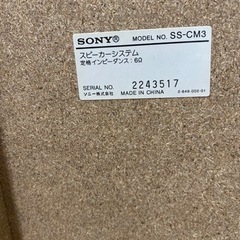 SONY® MODEL NO. SS-CM3
スピーカーシステム
定格インピーダンス:6Ω
SERIAL NO. 2243517
ソニー株式会社 MADE IN CHINA